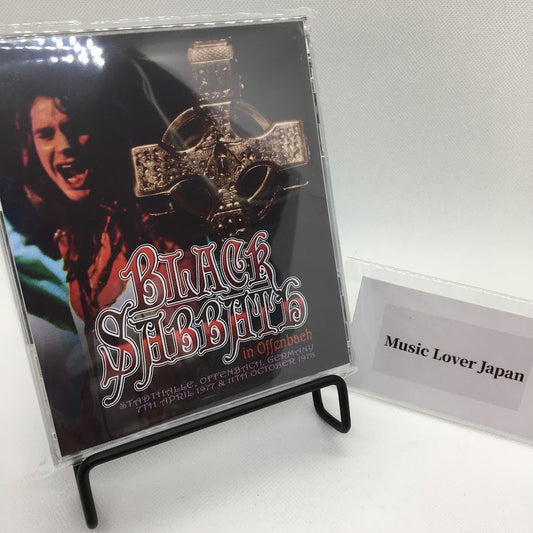 BLACK
SABBATH
in Offenbach
STADTHALLE, OFFENBACH, GERMANY
7TH APRIL 1977 & 11TH OCTOBER 1975
Music Lover Japan